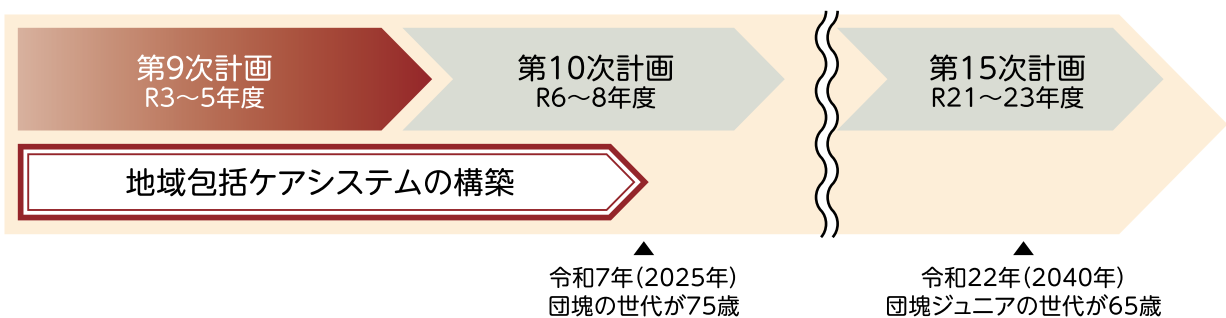 第9次計画
R3～5年度
第10次計画
R6～8年度
第15次計画
R21～23年度
地域包括ケアシステムの構築
▲
令和7年(2025年)
団塊の世代が75歳
▲
令和22年(2040年)
団塊ジュニアの世代が65歳